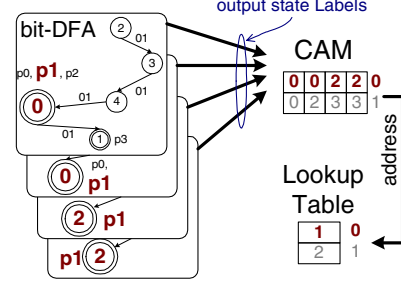 output state Labels
bit-DFA
2
01
3
p0, p1, p2
01
01
4
0
01
1 p3
p0,
0
p1
2 p1
p1 2
CAM
0 0 2 2 0
0 2 3 3 1
address
Lookup
Table
1 0
2 1